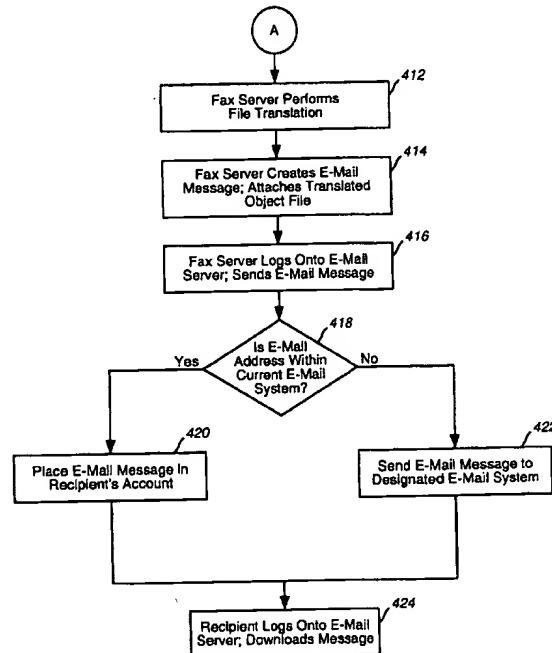 A
412
Fax Server Performs
File Translation
414
Fax Server Creates E-Mail
Message; Attaches Translated
Object File
416
Fax Server Logs Onto E-Mail
Server; Sends E-Mail Message
418
Is E-Mail
Address Within
Current E-Mail
System?
Yes
No
420
Place E-Mail Message In
Recipient's Account
422
Send E-Mail Message to
Designated E-Mail System
424
Recipient Logs Onto E-Mail
Server; Downloads Message